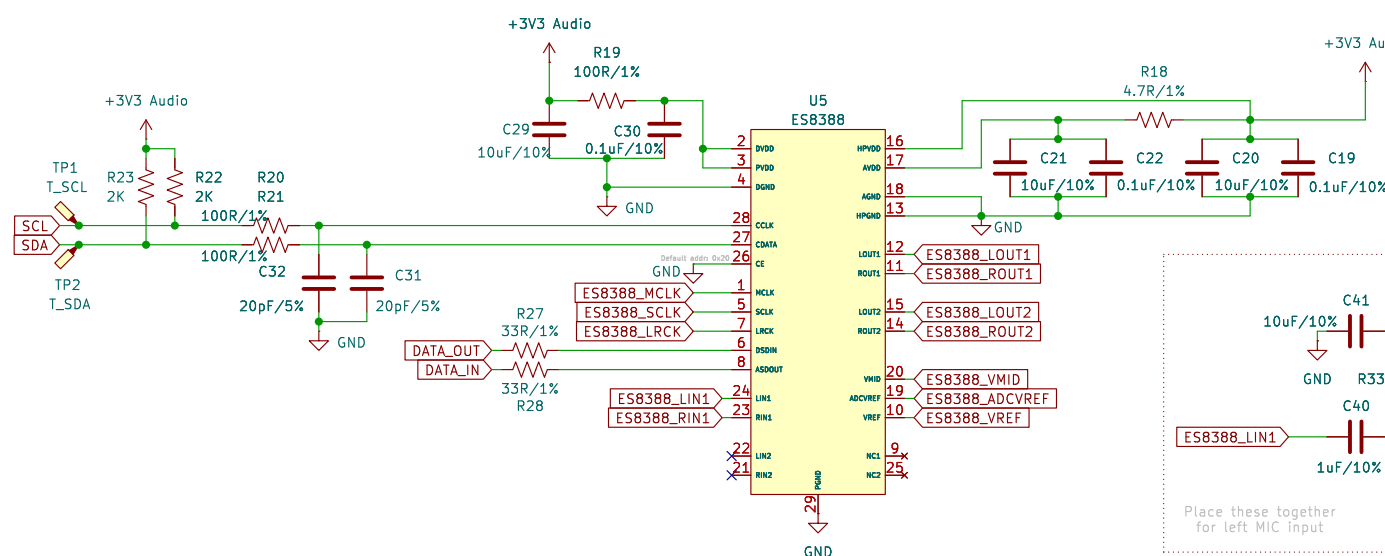 +3V3 Audio
R19
100R/1%
C29
10uF/10%
C30
0.1uF/10%
GND
+3V3 Audio
R23
2K
R22
2K
TP1
T_SCL
SCL
SDA
TP2
T_SDA
R20
R21
100R/1%
100R/1%
C32
20pF/5%
C31
20pF/5%
GND
Default addr: 0x20
GND
ES8388_MCLK
ES8388_SCLK
ES8388_LRCK
R27
33R/1%
DATA_OUT
DATA_IN
33R/1%
R28
ES8388_LIN1
ES8388_RIN1
U5
ES8388
2 DVDD
3 PVDD
4 DGND
28 CCLK
27 CDATA
26 CE
1 MCLK
5 SCLK
7 LRCK
6 DSDIN
8 ASDOUT
24 LIN1
23 RIN1
22 LIN2
21 RIN2
HPVDD 16
AVDD 17
AGND 18
HPGND 13
LOUT1 12
ROUT1 11
LOUT2 15
ROUT2 14
VMID 20
ADCVREF 19
VREF 10
NC1 9
NC2 25
PGND
29
GND
ES8388_LOUT1
ES8388_ROUT1
ES8388_LOUT2
ES8388_ROUT2
ES8388_VMID
ES8388_ADCVREF
ES8388_VREF
GND
+3V3 Au
R18
4.7R/1%
C21
10uF/10%
C22
0.1uF/10%
C20
10uF/10%
C19
0.1uF/10%
C41
10uF/10%
GND
R33
C40
ES8388_LIN1
1uF/10%
Place these together
for left MIC input